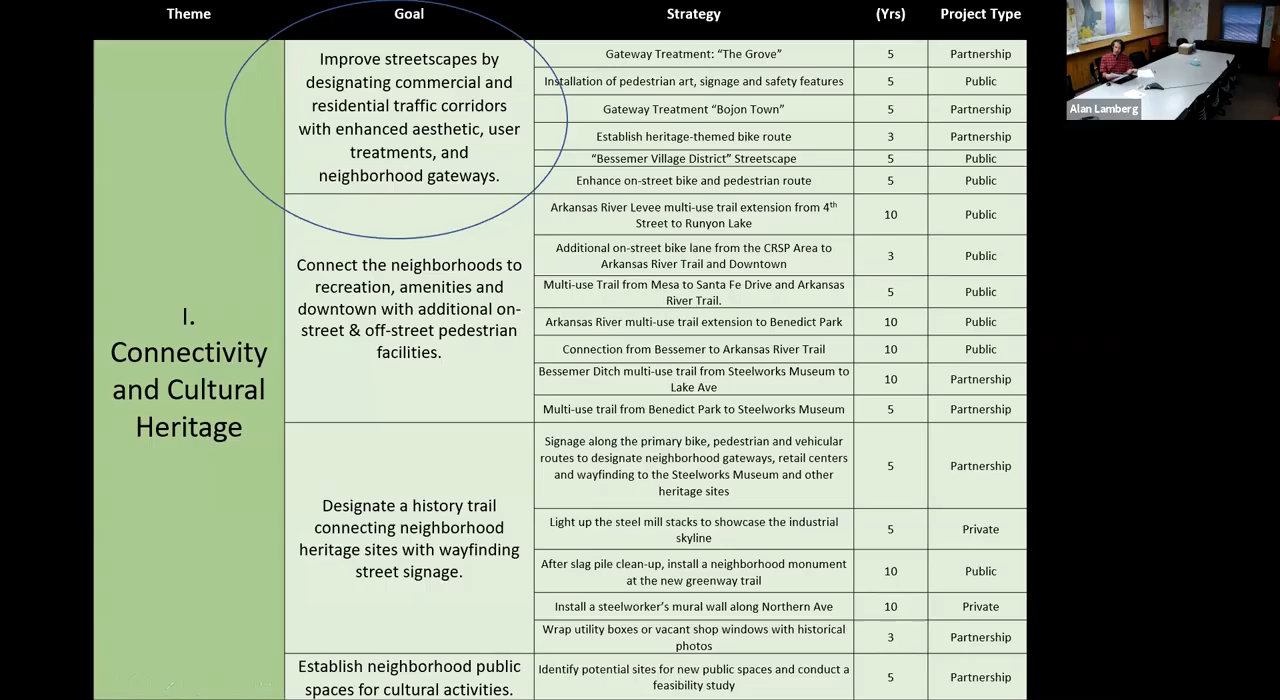 Theme Goal Strategy (Yrs) Project Type
I.
Connectivity
and Cultural
Heritage
Improve streetscapes by
designating commercial and
residential traffic corridors
with enhanced aesthetic, user
treatments, and
neighborhood gateways.
Gateway Treatment: “The Grove” 5 Partnership
Installation of pedestrian art, signage and safety features 5 Public
Gateway Treatment “Bojon Town” 5 Partnership
Establish heritage-themed bike route 3 Partnership
“Bessemer Village District” Streetscape 5 Public
Enhance on-street bike and pedestrian route 5 Public
Connect the neighborhoods to
recreation, amenities and
downtown with additional on-
street & off-street pedestrian
facilities.
Arkansas River Levee multi-use trail extension from 4th
Street to Runyon Lake
10 Public
Additional on-street bike lane from the CRSP Area to
Arkansas River Trail and Downtown
3 Public
Multi-use Trail from Mesa to Santa Fe Drive and Arkansas
River Trail.
5 Public
Arkansas River multi-use trail extension to Benedict Park 10 Public
Connection from Bessemer to Arkansas River Trail 10 Public
Bessemer Ditch multi-use trail from Steelworks Museum to
Lake Ave
10 Partnership
Multi-use trail from Benedict Park to Steelworks Museum 5 Partnership
Designate a history trail
connecting neighborhood
heritage sites with wayfinding
street signage.
Signage along the primary bike, pedestrian and vehicular
routes to designate neighborhood gateways, retail centers
and wayfinding to the Steelworks Museum and other
heritage sites
5 Partnership
Light up the steel mill stacks to showcase the industrial
skyline
5 Private
After slag pile clean-up, install a neighborhood monument
at the new greenway trail
10 Public
Install a steelworker’s mural wall along Northern Ave 10 Private
Wrap utility boxes or vacant shop windows with historical
photos
3 Partnership
Establish neighborhood public
spaces for cultural activities.
Identify potential sites for new public spaces and conduct a
feasibility study
5 Partnership
Alan Lamberg